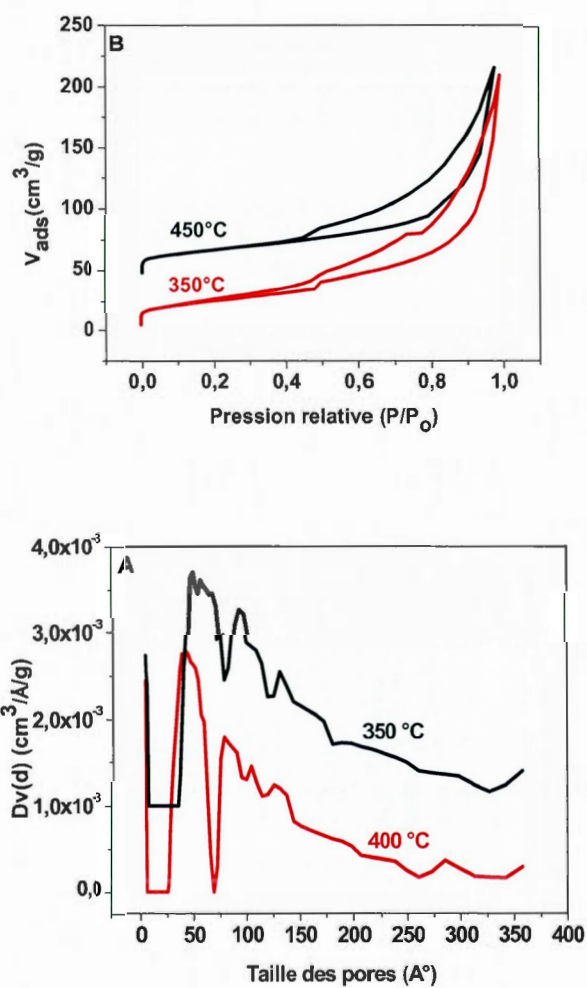 B
250
200
150
100
50
0
V_ads(cm³/g)
450°C
350°C
0,0 0,2 0,4 0,6 0,8 1,0
Pression relative (P/P_O)
A
4,0x10⁻³
3,0x10⁻³
2,0x10⁻³
1,0x10⁻³
0,0
Dv(d) (cm³/A/g)
350 °C
400 °C
0 50 100 150 200 250 300 350 400
Taille des pores (A°)